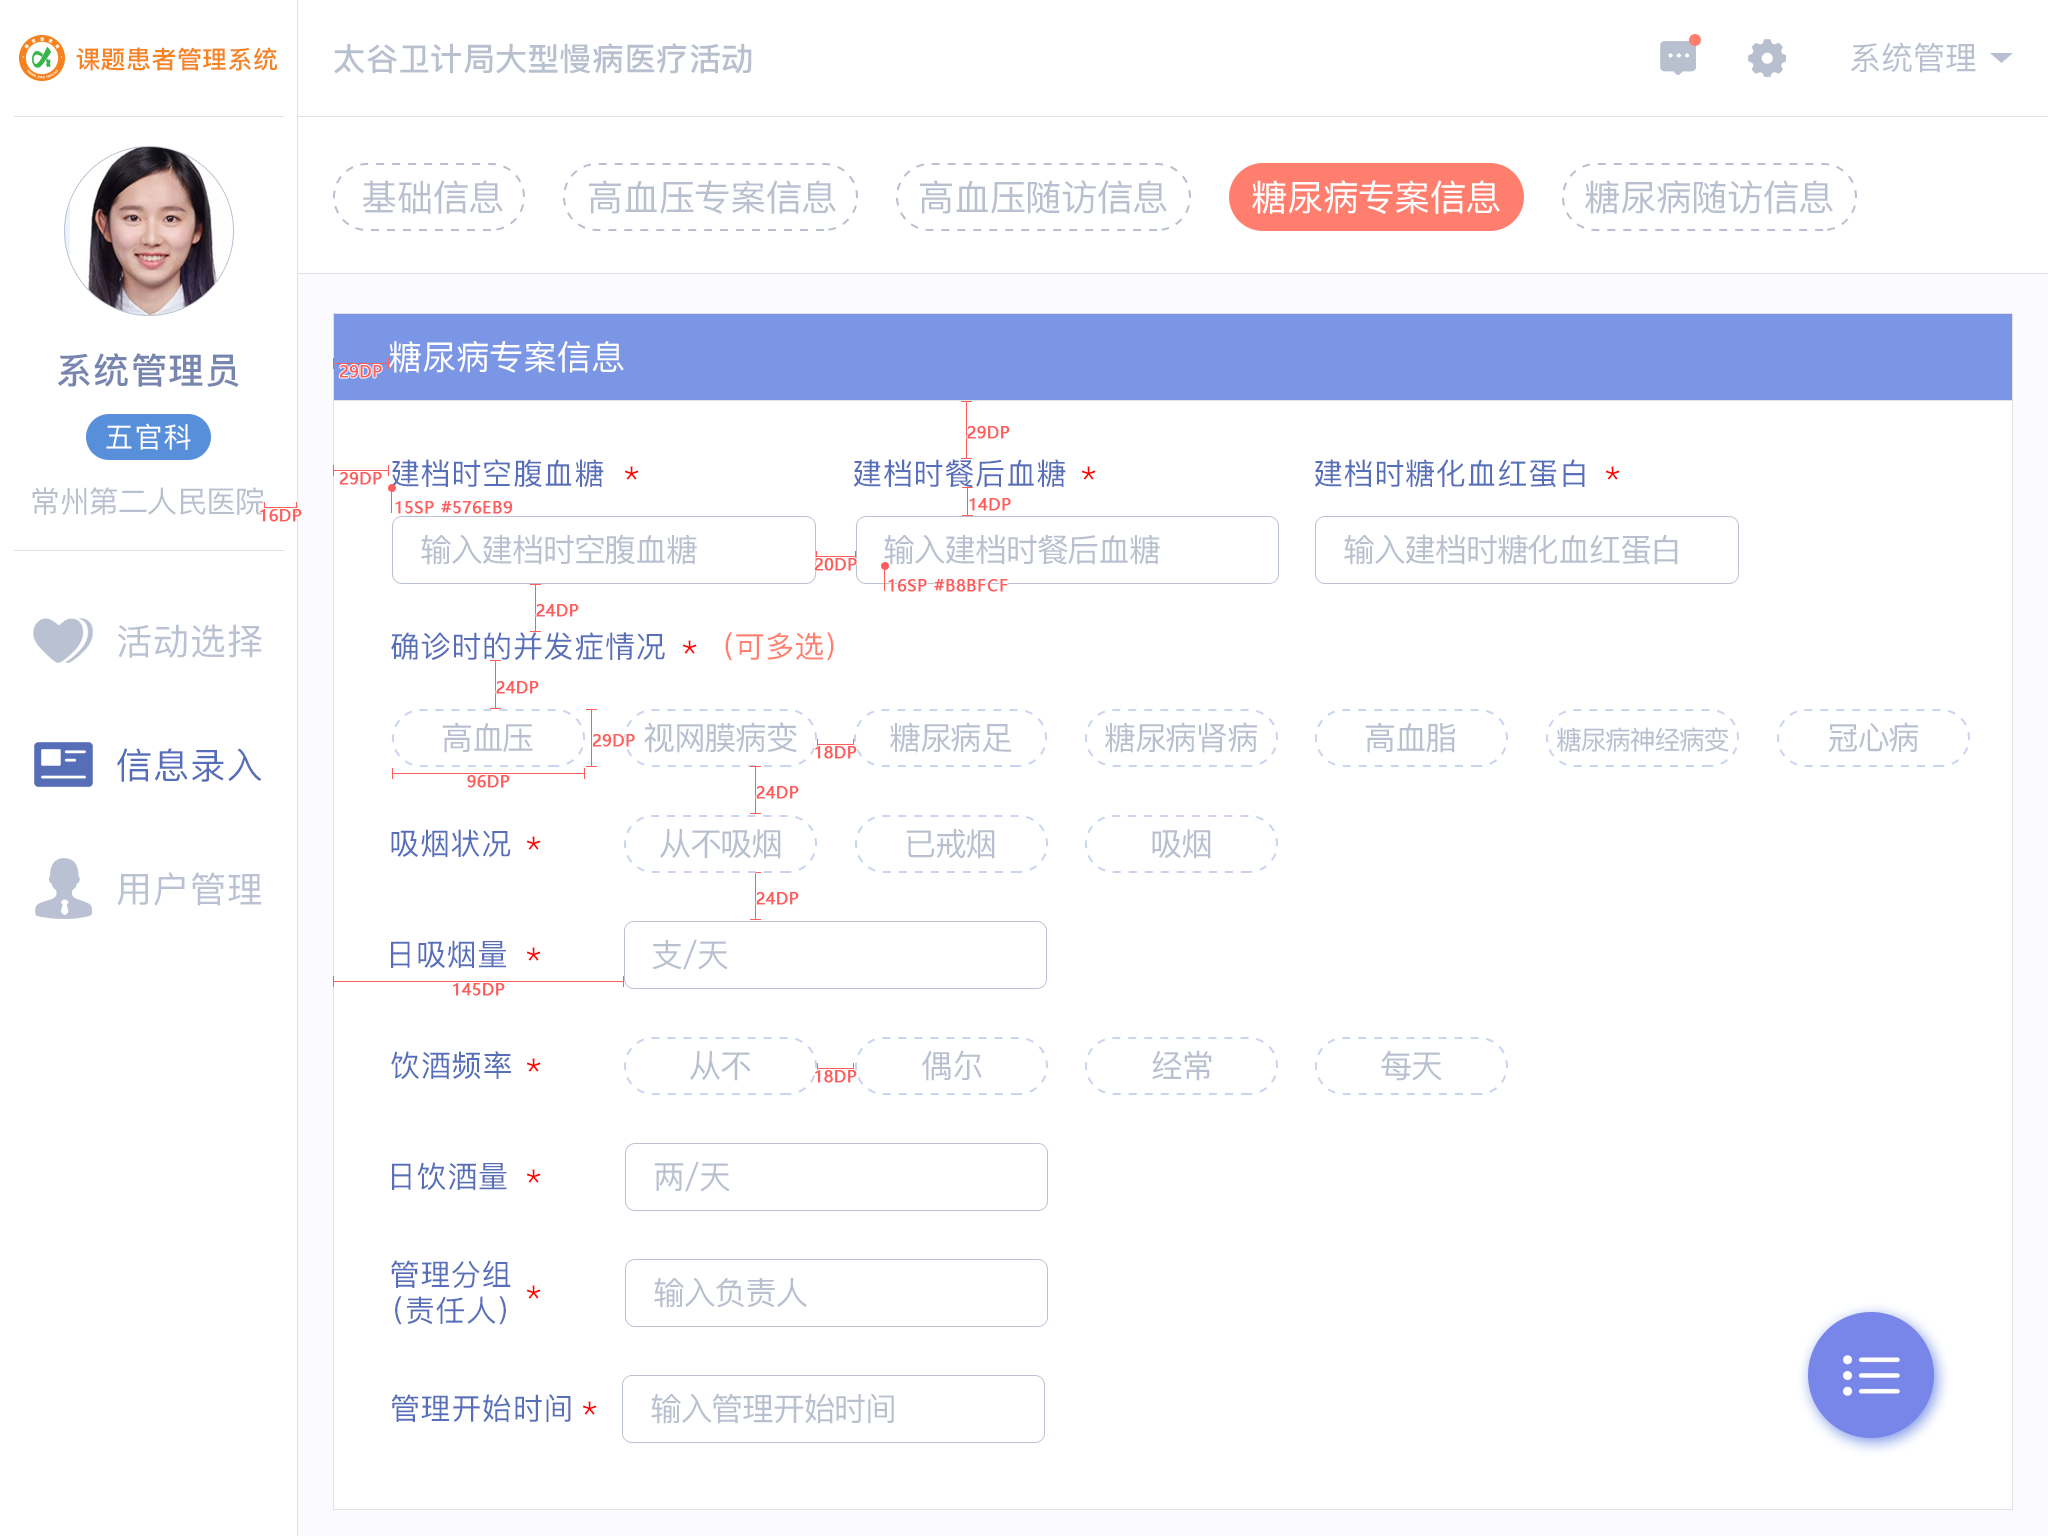 课题患者管理系统
太谷卫计局大型慢病医疗活动
系统管理
系统管理员
五官科
常州第二人民医院
16DP
活动选择
信息录入
用户管理
基础信息
高血压专案信息
高血压随访信息
糖尿病专案信息
糖尿病随访信息
29DP
糖尿病专案信息
29DP
29DP
建档时空腹血糖 *
建档时餐后血糖 *
建档时糖化血红蛋白 *
15SP #576EB9
14DP
输入建档时空腹血糖
20DP
输入建档时餐后血糖
输入建档时糖化血红蛋白
16SP #B8BFCF
24DP
确诊时的并发症情况 * （可多选）
24DP
高血压
29DP
视网膜病变
18DP
糖尿病足
糖尿病肾病
高血脂
糖尿病神经病变
冠心病
96DP
24DP
吸烟状况 *
从不吸烟
已戒烟
吸烟
24DP
日吸烟量 *
支/天
145DP
饮酒频率 *
从不
18DP
偶尔
经常
每天
日饮酒量 *
两/天
管理分组
（责任人） *
输入负责人
管理开始时间 *
输入管理开始时间